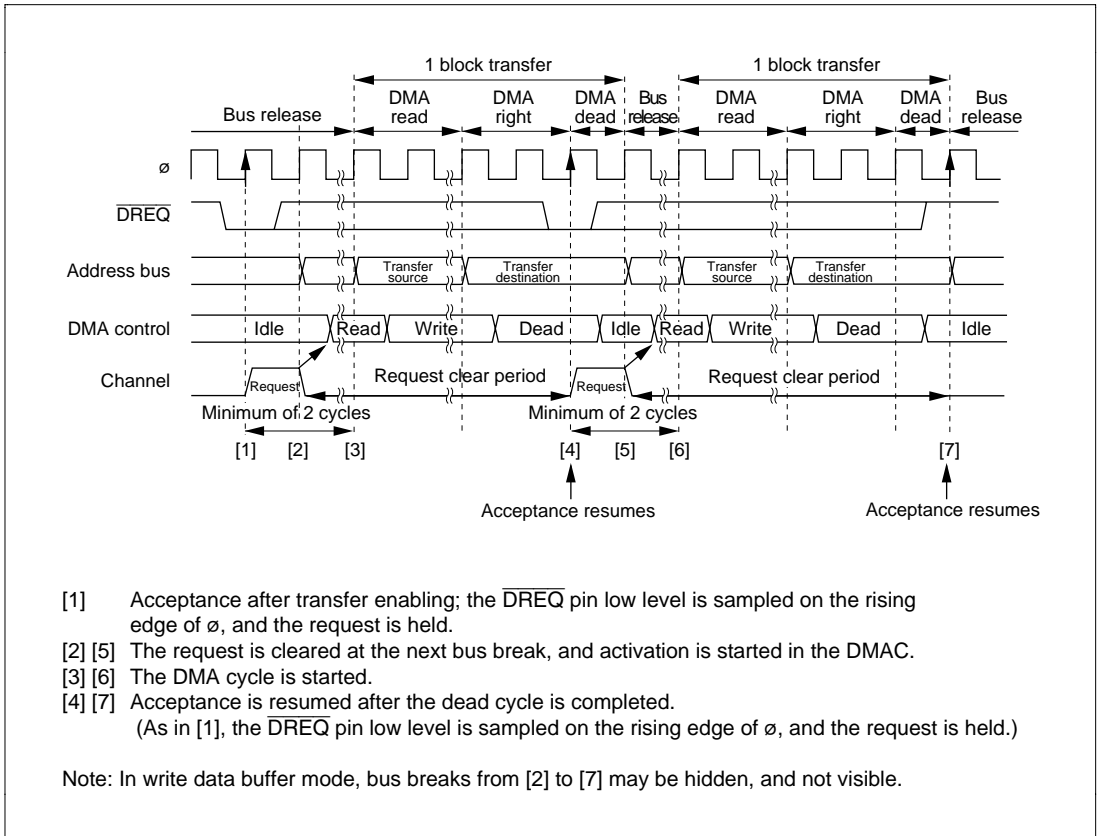 1 block transfer 1 block transfer
Bus release DMA read DMA right DMA dead Bus release DMA read DMA right DMA dead Bus release
ø
DREQ
Address bus Transfer source Transfer destination Transfer source Transfer destination
DMA control Idle Read Write Dead Idle Read Write Dead Idle
Channel Request Request clear period Request Request clear period
Minimum of 2 cycles Minimum of 2 cycles
[1] [2] [3] [4] [5] [6] [7]
Acceptance resumes Acceptance resumes
[1] Acceptance after transfer enabling; the DREQ pin low level is sampled on the rising
edge of ø, and the request is held.
[2] [5] The request is cleared at the next bus break, and activation is started in the DMAC.
[3] [6] The DMA cycle is started.
[4] [7] Acceptance is resumed after the dead cycle is completed.
(As in [1], the DREQ pin low level is sampled on the rising edge of ø, and the request is held.)
Note: In write data buffer mode, bus breaks from [2] to [7] may be hidden, and not visible.